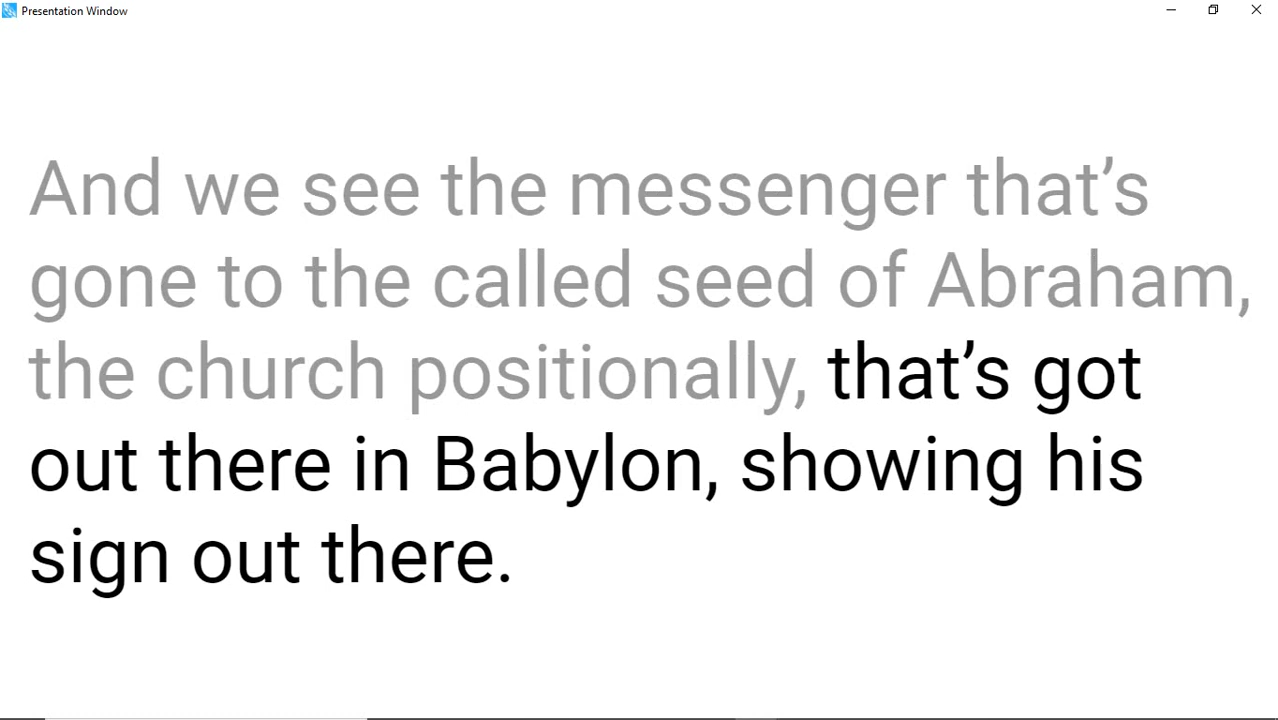 Presentation Window
And we see the messenger that’s
gone to the called seed of Abraham,
the church positionally, that’s got
out there in Babylon, showing his
sign out there.